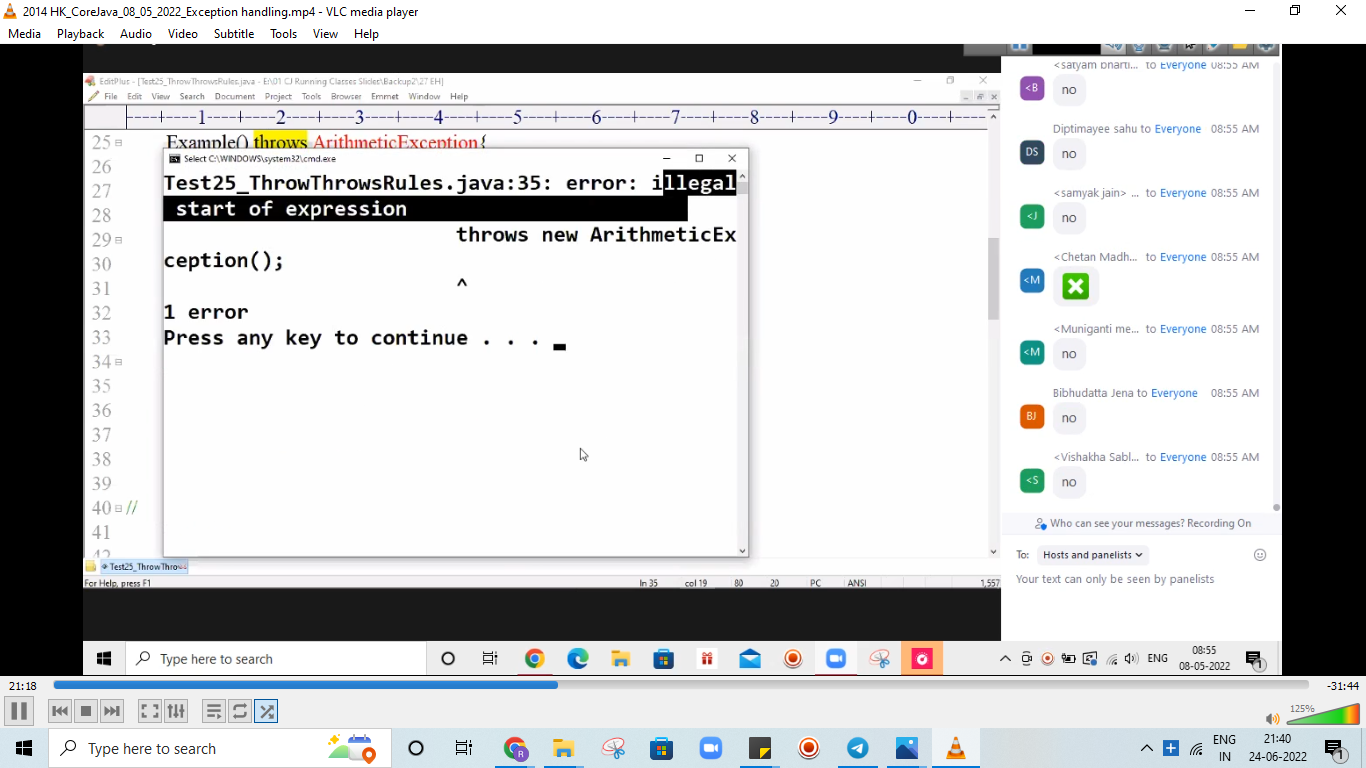 2014 HK_CoreJava_08_05_2022_Exception handling.mp4 - VLC media player
Media Playback Audio Video Subtitle Tools View Help
EditPlus - [Test25_ThrowThrowsRules.java - E:\01 CJ Running Classes Slides\Backup2\27 EH]
File Edit View Search Document Project Tools Browser Emmet Window Help
1 2 3 4 5 6 7 8 9 0
25 Example() throws ArithmeticException{
Select C:\WINDOWS\system32\cmd.exe
Test25_ThrowThrowsRules.java:35: error: illegal
start of expression
throws new ArithmeticEx
ception();
^
1 error
Press any key to continue . . .
26
27
28
29
30
31
32
33
34
35
36
37
38
39
40 //
41
42
Test25_ThrowThro
For Help, press F1 ln 35 col 19 80 20 PC ANSI 1,557
<satyam bharti... to Everyone 08:55 AM
<B no
Diptimayee sahu to Everyone 08:55 AM
DS no
<samyak jain> ... to Everyone 08:55 AM
<J no
<Chetan Madh... to Everyone 08:55 AM
<M
<Muniganti me... to Everyone 08:55 AM
<M no
Bibhudatta Jena to Everyone 08:55 AM
BJ no
<Vishakha Sabl... to Everyone 08:55 AM
<S no
Who can see your messages? Recording On
To: Hosts and panelists
Your text can only be seen by panelists
Type here to search
ENG
08:55
08-05-2022
1
21:18 -31:44
125%
Type here to search
R
ENG
IN
21:40
24-06-2022
1